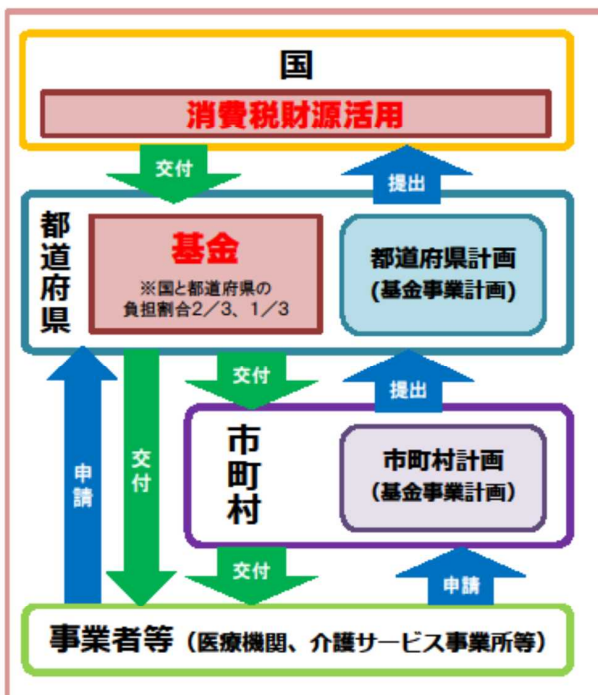 国
消費税財源活用
交付
提出
都道府県
基金
※国と都道府県の
負担割合2／3、1／3
都道府県計画
(基金事業計画)
交付
提出
申請
交付
市町村
市町村計画
(基金事業計画)
交付
申請
事業者等（医療機関、介護サービス事業所等）